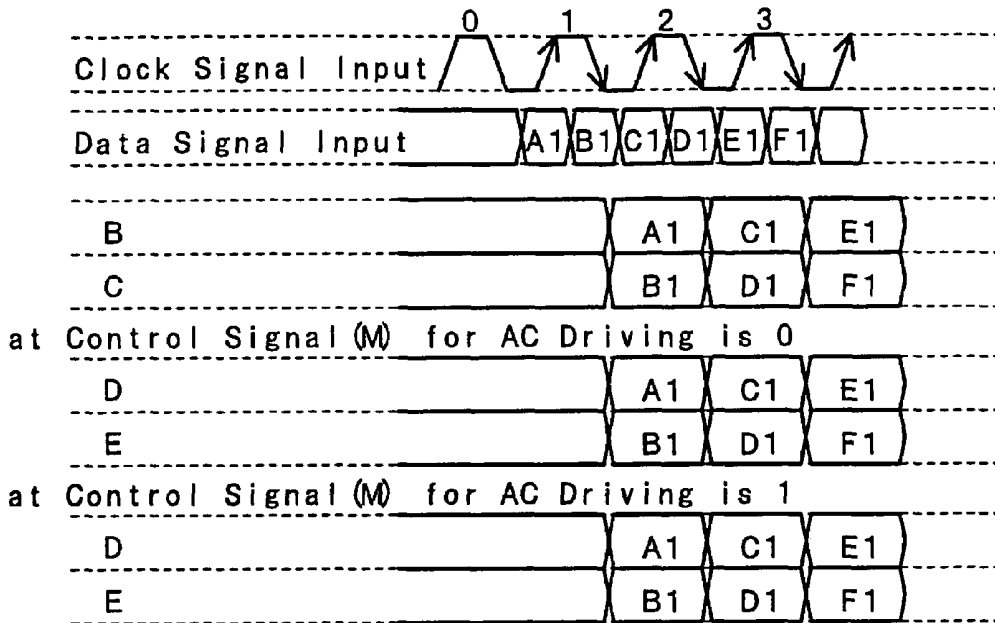 0 1 2 3
Clock Signal Input
Data Signal Input A1 B1 C1 D1 E1 F1
B A1 C1 E1
C B1 D1 F1
at Control Signal(M) for AC Driving is 0
D A1 C1 E1
E B1 D1 F1
at Control Signal(M) for AC Driving is 1
D A1 C1 E1
E B1 D1 F1